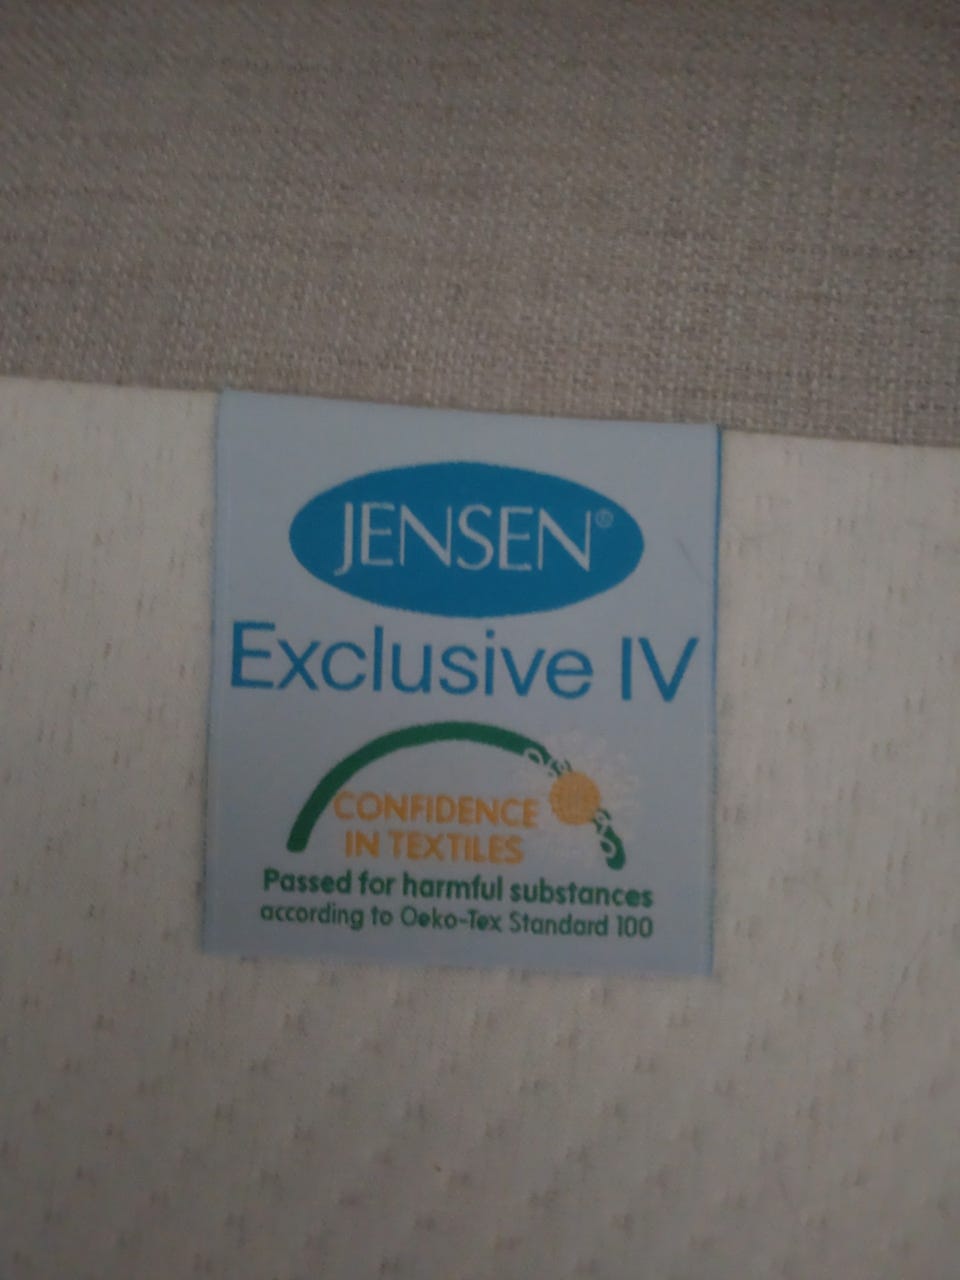 JENSEN®
Exclusive IV
CONFIDENCE
IN TEXTILES
Passed for harmful substances
according to Oeko-Tex Standard 100